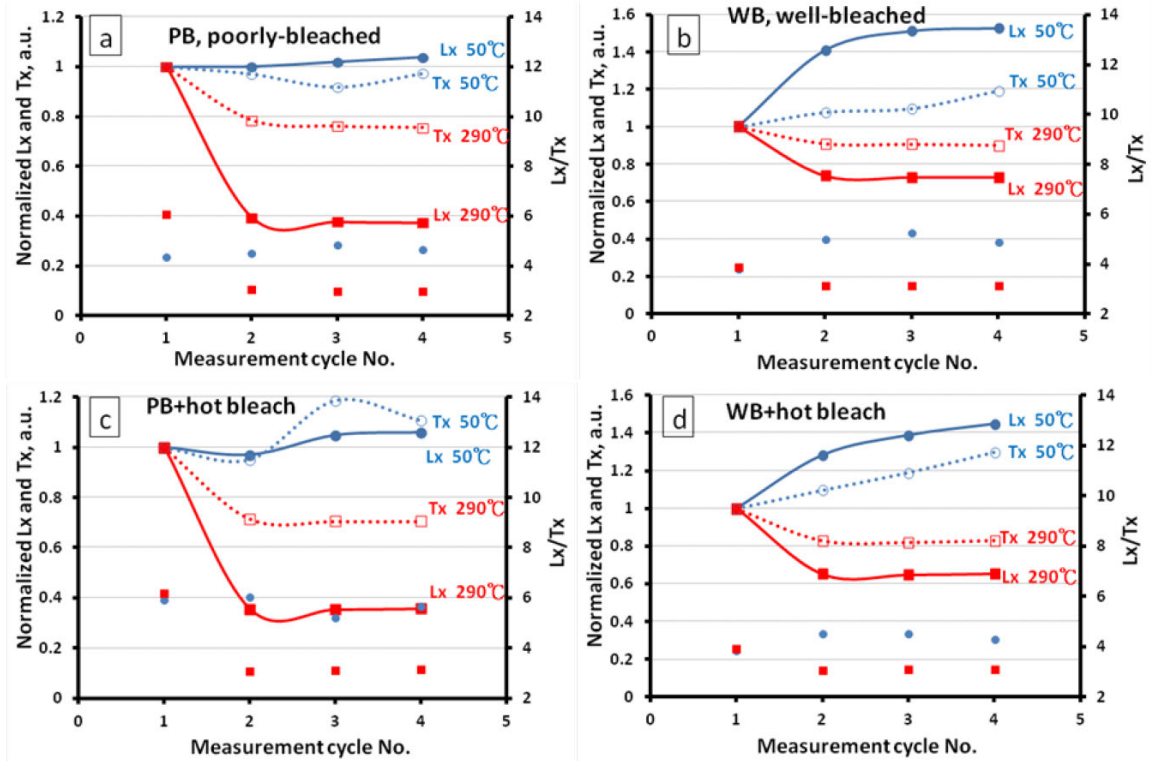 a
PB, poorly-bleached
Normalized Lx and Tx, a.u.
1.2
1
0.8
0.6
0.4
0.2
0
14
12
10
8
6
4
2
Lx/Tx
Lx 50℃
Tx 50℃
Tx 290℃
Lx 290℃
0 1 2 3 4 5
Measurement cycle No.
b
WB, well-bleached
Normalized Lx and Tx, a.u.
1.6
1.4
1.2
1
0.8
0.6
0.4
0.2
0
14
12
10
8
6
4
2
Lx/Tx
Lx 50℃
Tx 50℃
Tx 290℃
Lx 290℃
0 1 2 3 4 5
Measurement cycle No.
c
PB+hot bleach
Normalized Lx and Tx, a.u.
1.2
1
0.8
0.6
0.4
0.2
0
14
12
10
8
6
4
2
Lx/Tx
Tx 50℃
Lx 50℃
Tx 290℃
Lx 290℃
0 1 2 3 4 5
Measurement cycle No.
d
WB+hot bleach
Normalized Lx and Tx, a.u.
1.6
1.4
1.2
1
0.8
0.6
0.4
0.2
0
14
12
10
8
6
4
2
Lx/Tx
Lx 50℃
Tx 50℃
Tx 290℃
Lx 290℃
0 1 2 3 4 5
Measurement cycle No.